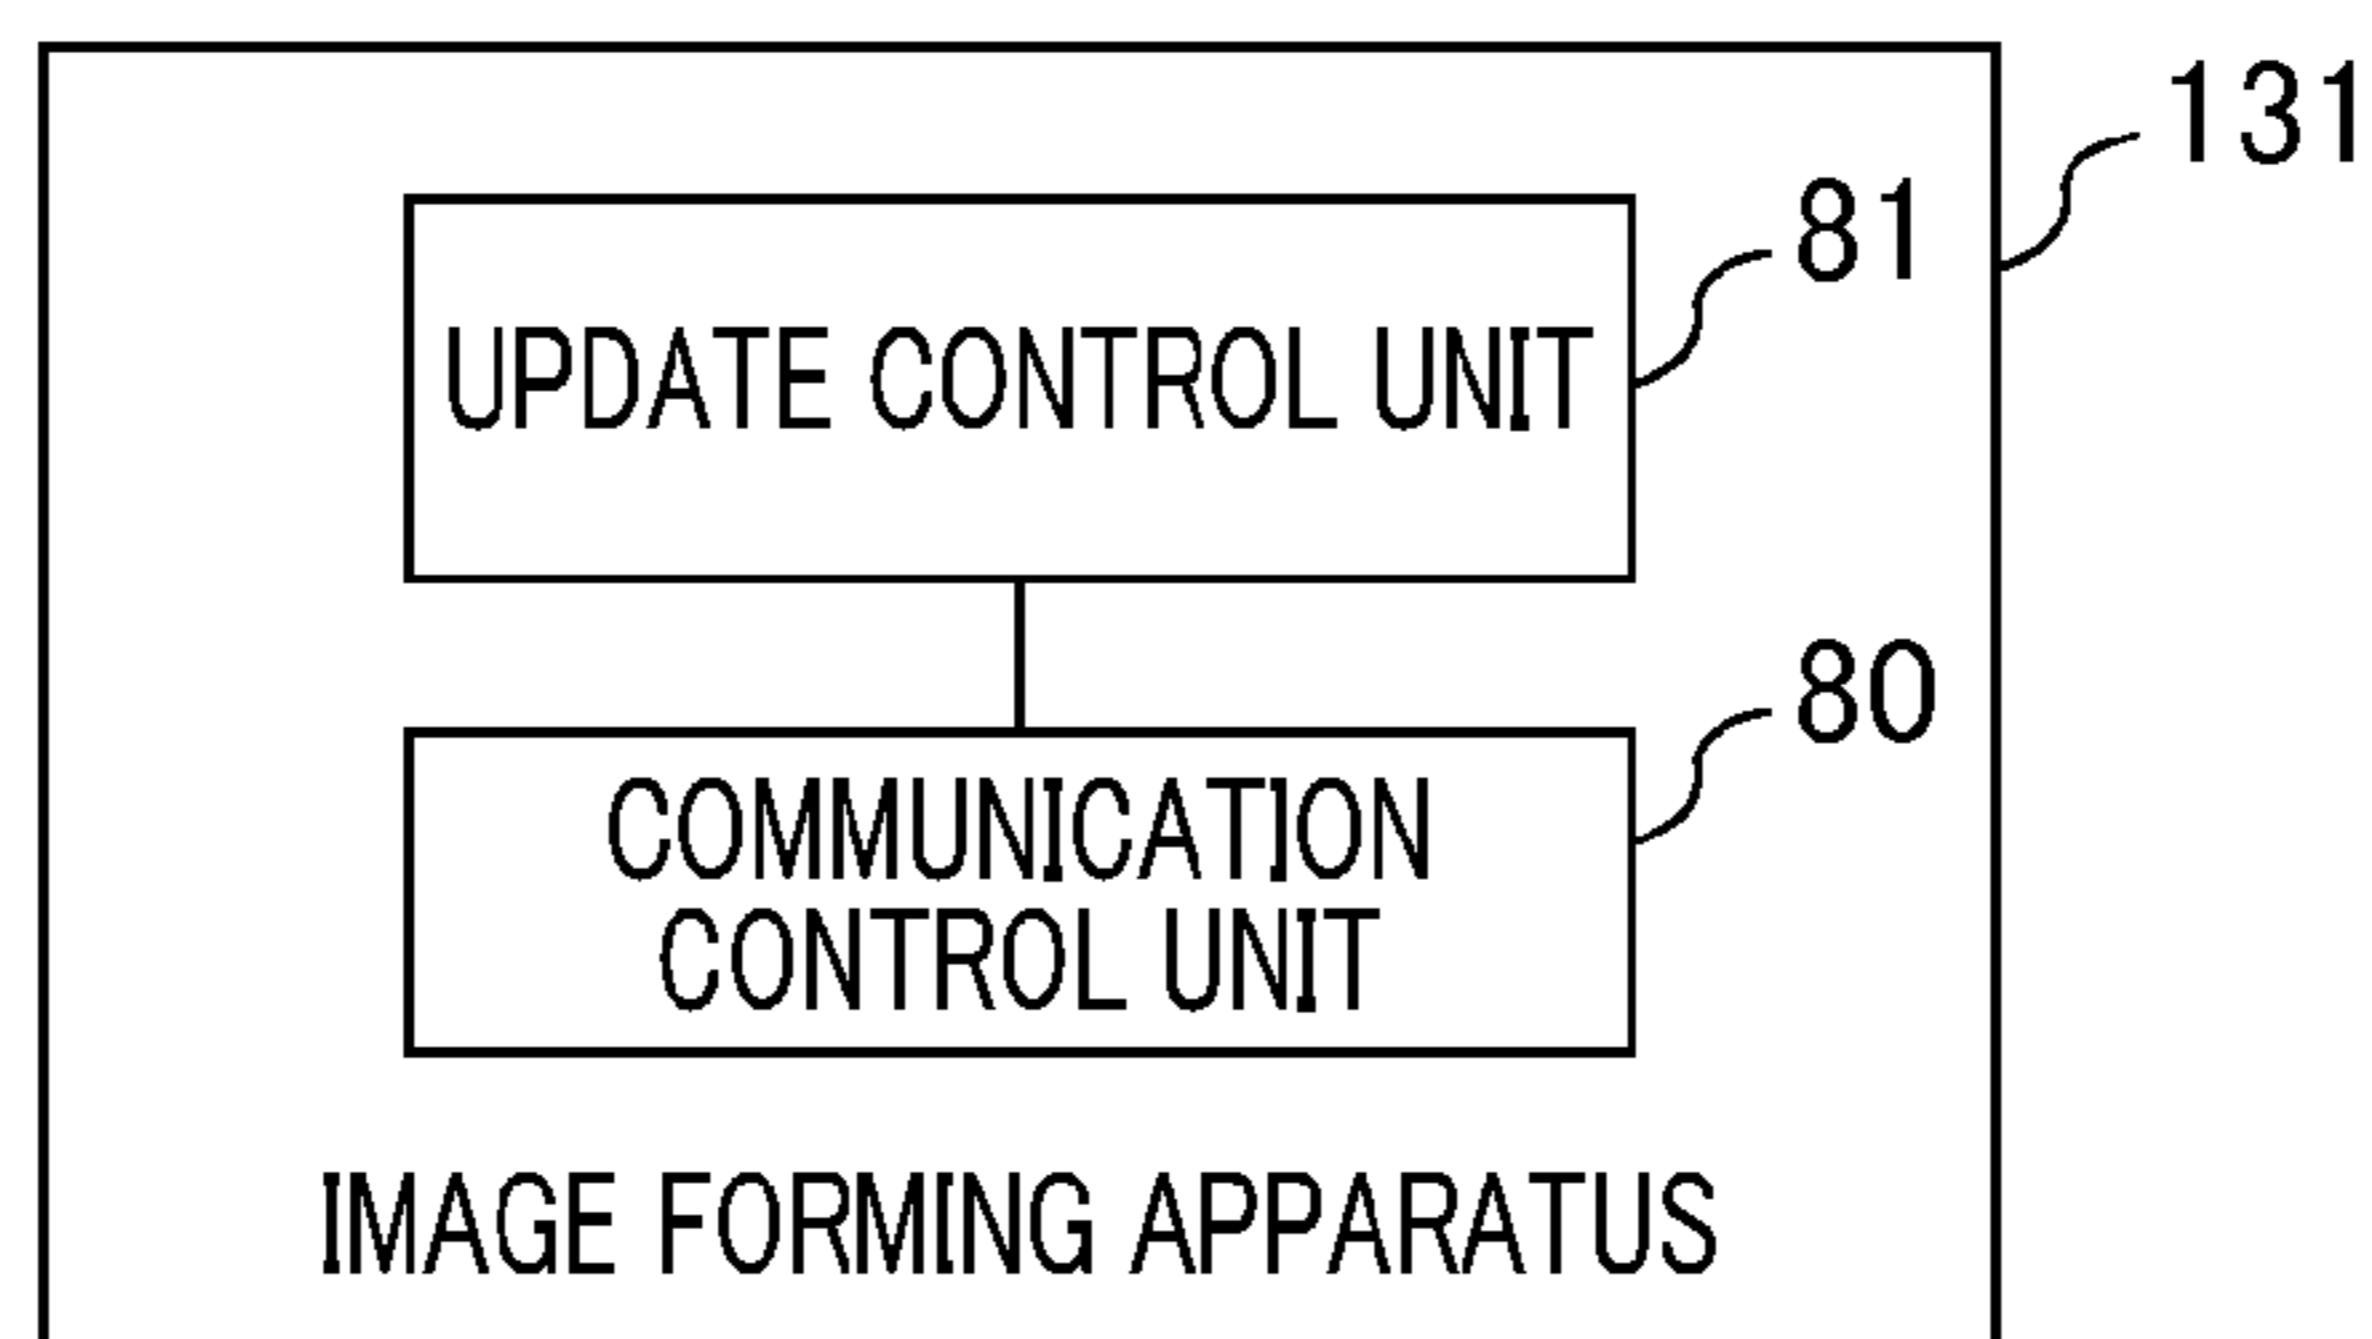 131
81
UPDATE CONTROL UNIT
80
COMMUNICATION
CONTROL UNIT
IMAGE FORMING APPARATUS